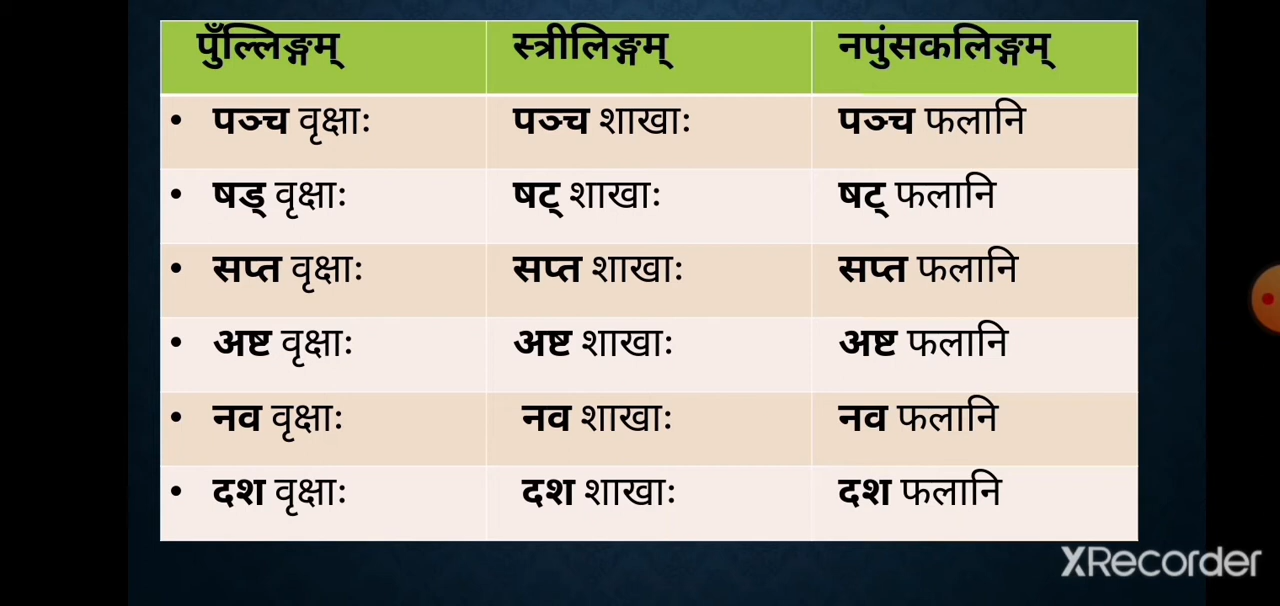 पुँल्लिङ्गम् स्त्रीलिङ्गम् नपुंसकलिङ्गम्
• पञ्च वृक्षाः पञ्च शाखाः पञ्च फलानि
• षड् वृक्षाः षट् शाखाः षट् फलानि
• सप्त वृक्षाः सप्त शाखाः सप्त फलानि
• अष्ट वृक्षाः अष्ट शाखाः अष्ट फलानि
• नव वृक्षाः नव शाखाः नव फलानि
• दश वृक्षाः दश शाखाः दश फलानि
XRecorder